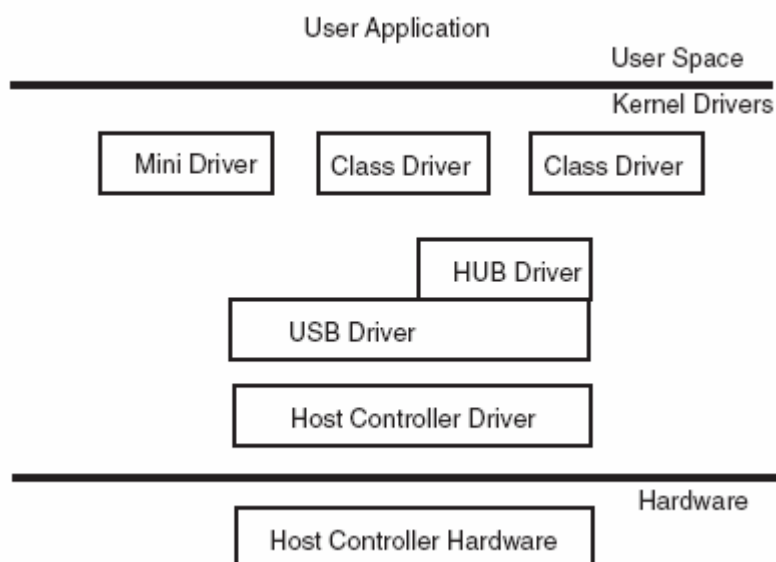 User Application
User Space
Kernel Drivers
Mini Driver
Class Driver
Class Driver
HUB Driver
USB Driver
Host Controller Driver
Hardware
Host Controller Hardware